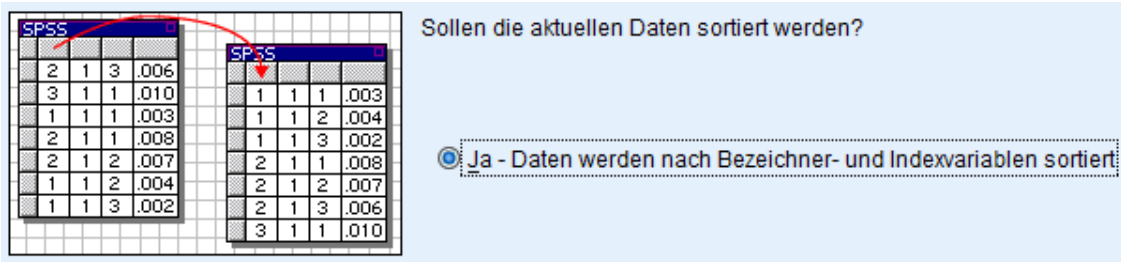 SPSS
2 1 3 .006
3 1 1 .010
1 1 1 .003
2 1 1 .008
2 1 2 .007
1 1 2 .004
1 1 3 .002
SPSS
1 1 1 .003
1 1 2 .004
1 1 3 .002
2 1 1 .008
2 1 2 .007
2 1 3 .006
3 1 1 .010
Sollen die aktuellen Daten sortiert werden?
Ja - Daten werden nach Bezeichner- und Indexvariablen sortiert